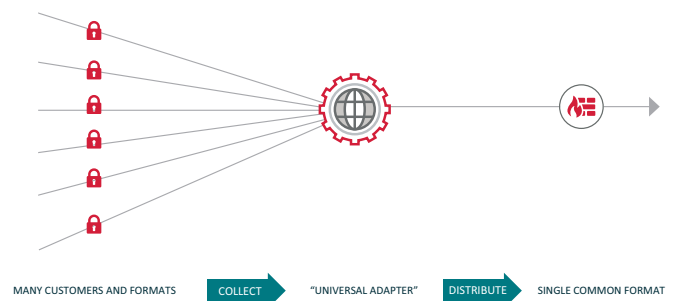 MANY CUSTOMERS AND FORMATS COLLECT “UNIVERSAL ADAPTER” DISTRIBUTE SINGLE COMMON FORMAT